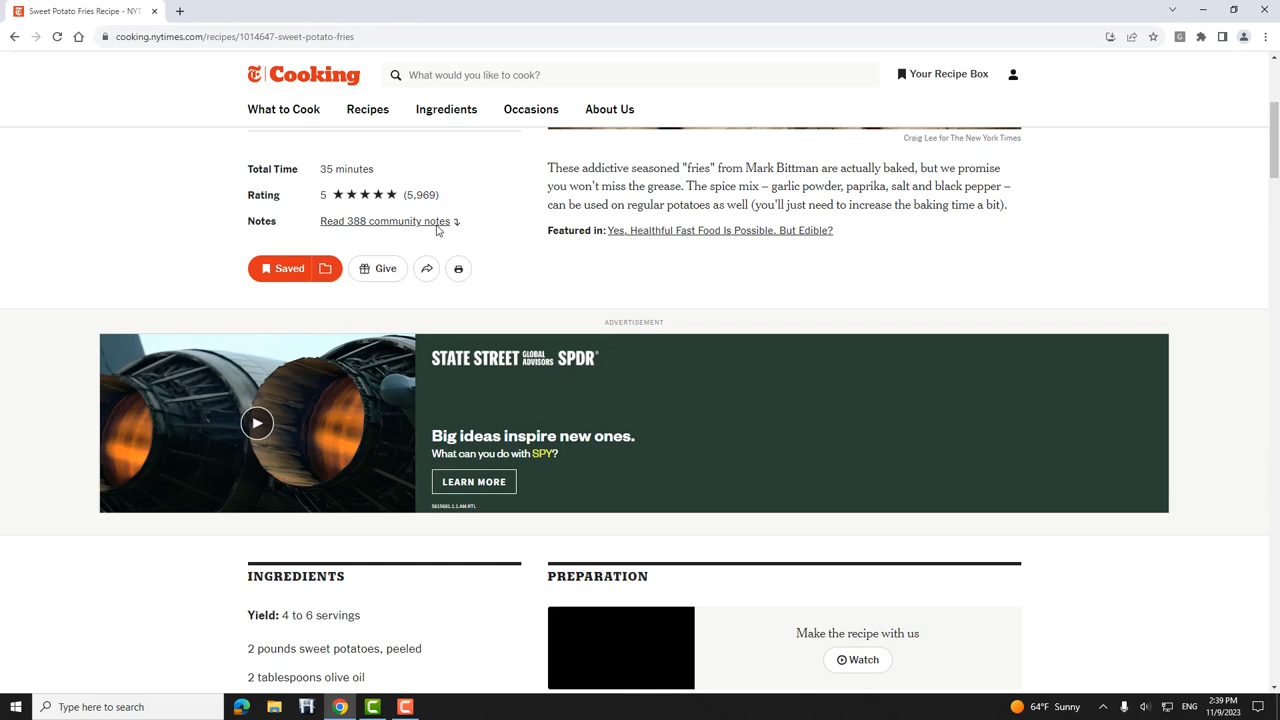 Sweet Potato Fries Recipe - NYT
cooking.nytimes.com/recipes/1014647-sweet-potato-fries
G
T Cooking
What would you like to cook?
Your Recipe Box
What to Cook
Recipes
Ingredients
Occasions
About Us
Craig Lee for The New York Times
Total Time
35 minutes
Rating
5 ★★★★★ (5,969)
Notes
Read 388 community notes
Saved
Give
These addictive seasoned "fries" from Mark Bittman are actually baked, but we promise
you won't miss the grease. The spice mix – garlic powder, paprika, salt and black pepper –
can be used on regular potatoes as well (you'll just need to increase the baking time a bit).
Featured in: Yes, Healthful Fast Food Is Possible. But Edible?
ADVERTISEMENT
STATE STREET GLOBAL ADVISORS SPDR®
Big ideas inspire new ones.
What can you do with SPY?
LEARN MORE
INGREDIENTS
Yield: 4 to 6 servings
2 pounds sweet potatoes, peeled
2 tablespoons olive oil
PREPARATION
Make the recipe with us
Watch
Type here to search
64°F Sunny
ENG
2:39 PM
11/9/2023